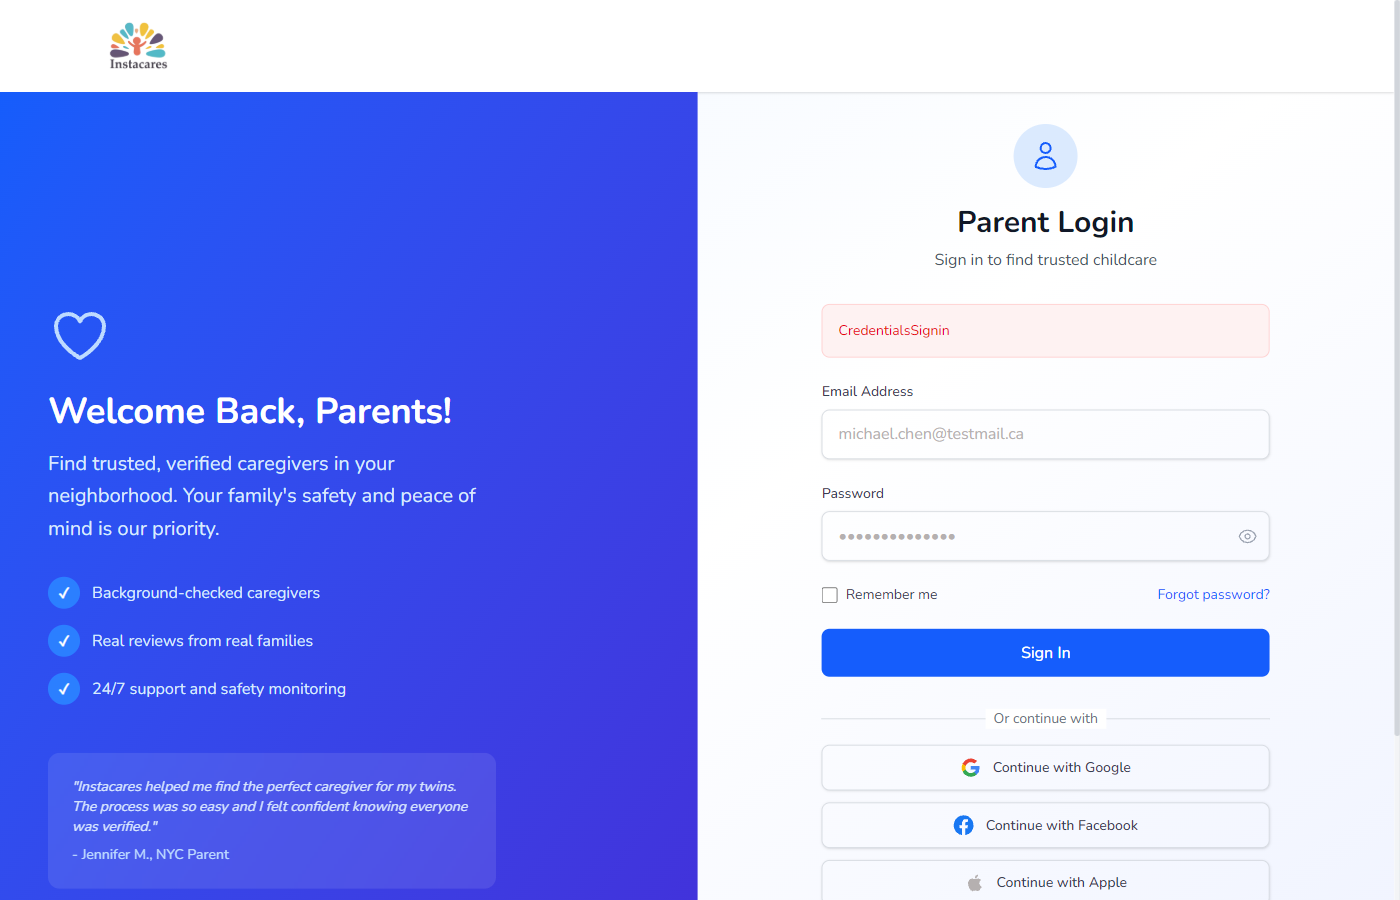 Instacares
Welcome Back, Parents!
Find trusted, verified caregivers in your
neighborhood. Your family's safety and peace of
mind is our priority.
Background-checked caregivers
Real reviews from real families
24/7 support and safety monitoring
"Instacares helped me find the perfect caregiver for my twins.
The process was so easy and I felt confident knowing everyone
was verified."
- Jennifer M., NYC Parent
Parent Login
Sign in to find trusted childcare
CredentialsSignin
Email Address
michael.chen@testmail.ca
Password
••••••••••••••
Remember me
Forgot password?
Sign In
Or continue with
Continue with Google
Continue with Facebook
Continue with Apple